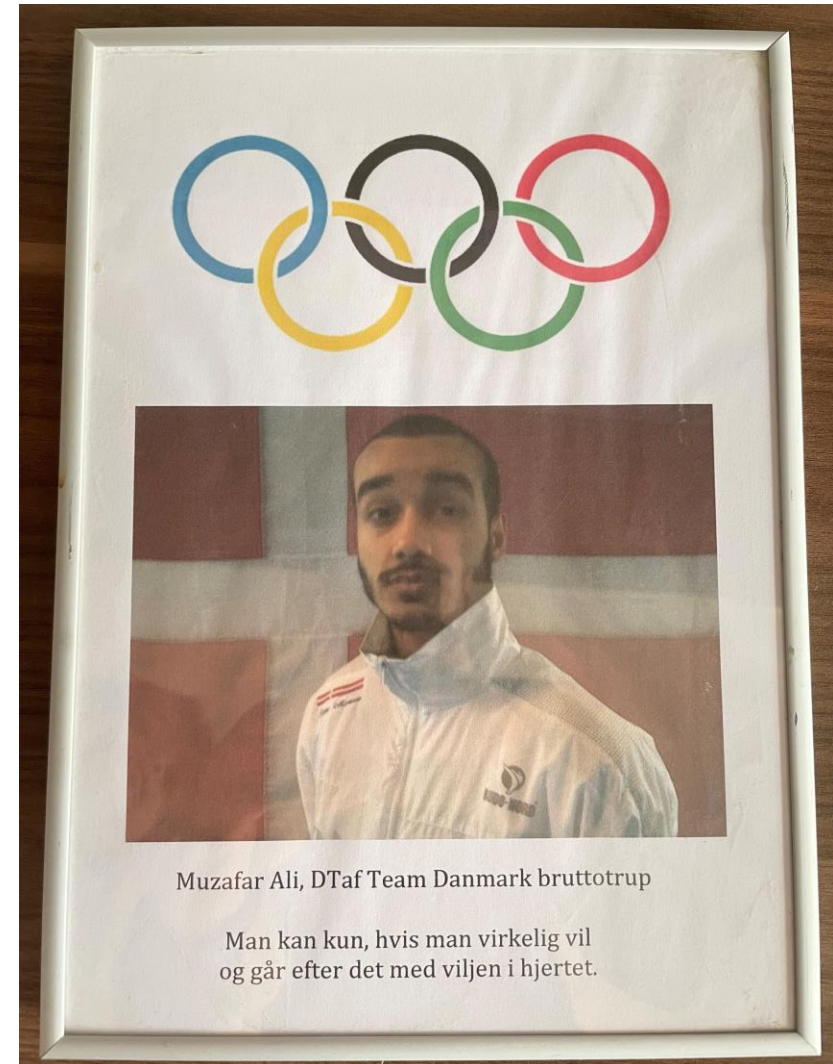 Muzafar Ali, DTaf Team Danmark bruttotrup
Man kan kun, hvis man virkelig vil
og går efter det med viljen i hjertet.